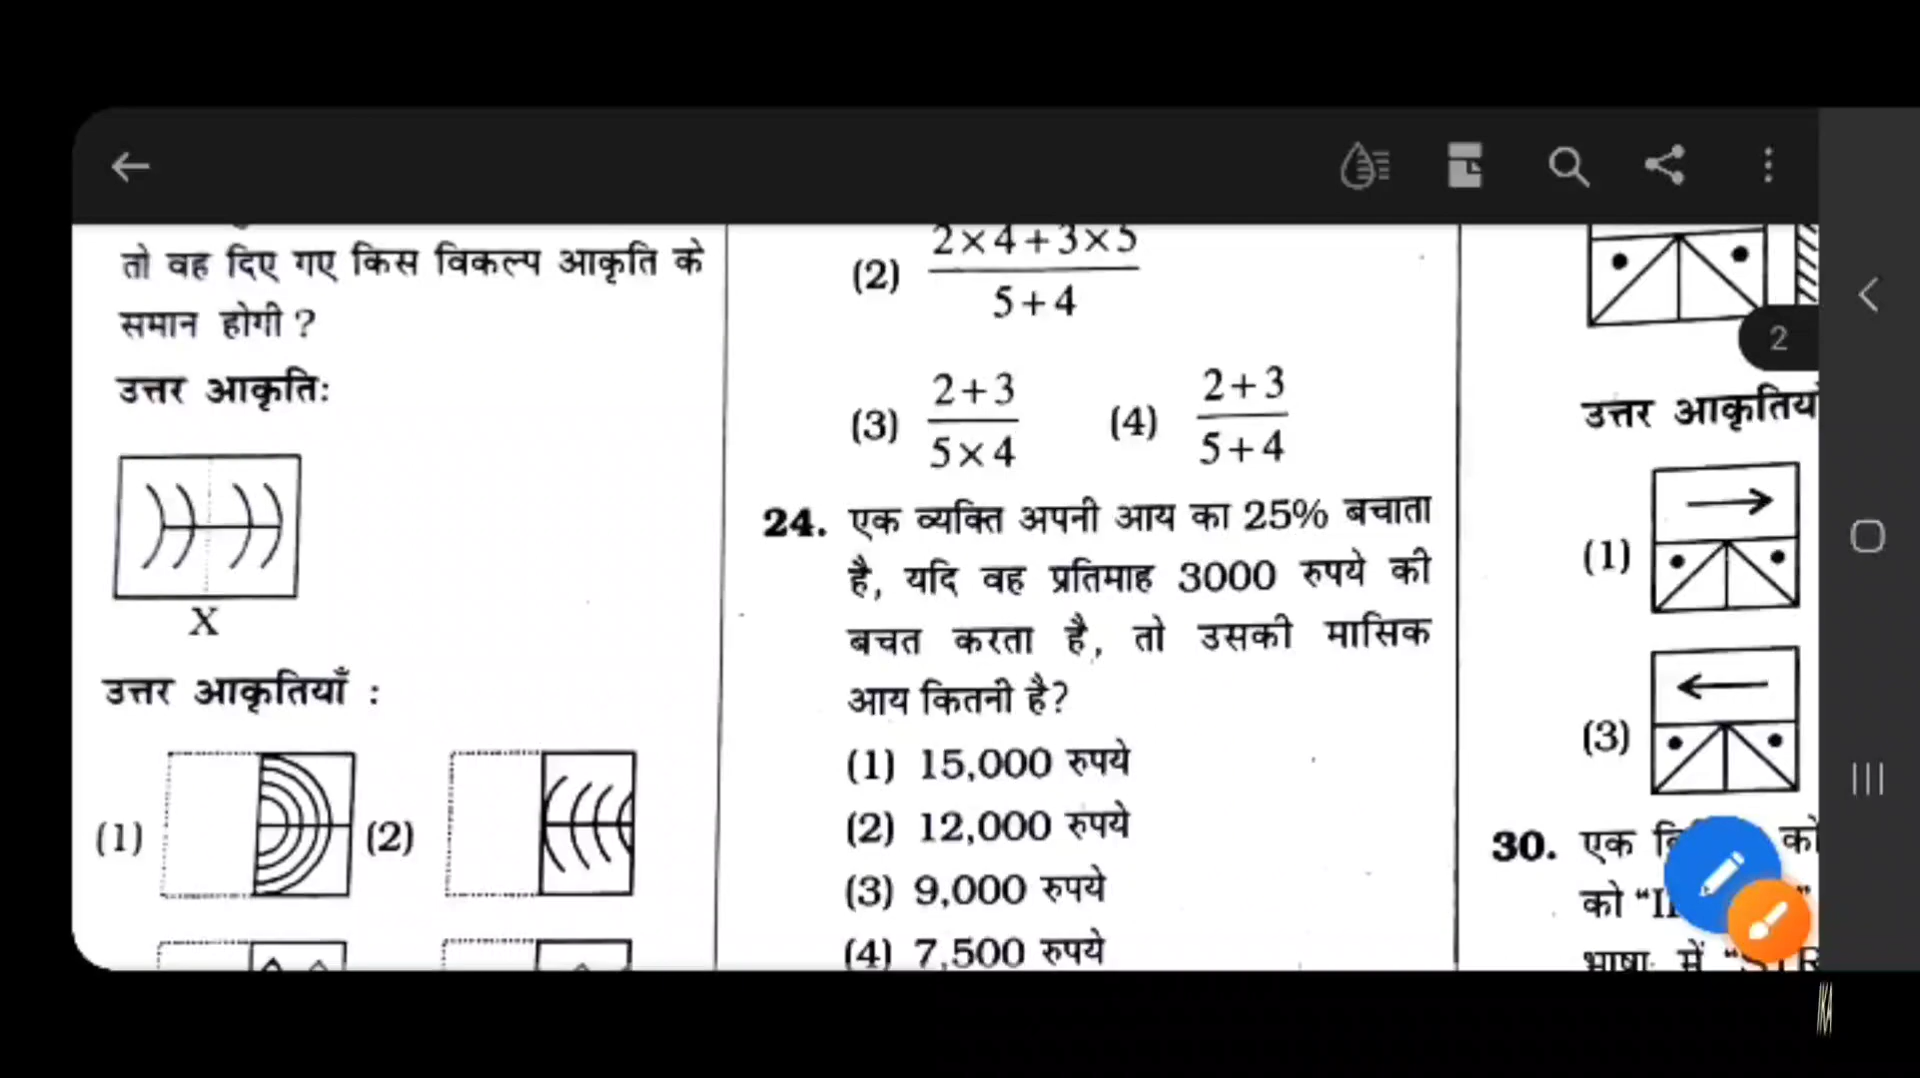 तो वह दिए गए किस विकल्प आकृति के
समान होगी ?
उत्तर आकृति:
X
उत्तर आकृतियाँ :
(1)
(2)
(2) 2×4+3×5
5+4
(3) 2+3
5×4
(4) 2+3
5+4
24. एक व्यक्ति अपनी आय का 25% बचाता
है, यदि वह प्रतिमाह 3000 रुपये की
बचत करता है, तो उसकी मासिक
आय कितनी है?
(1) 15,000 रुपये
(2) 12,000 रुपये
(3) 9,000 रुपये
(4) 7,500 रुपये
2
उत्तर आकृतिय
(1)
(3)
30. एक को
को
भाषा में